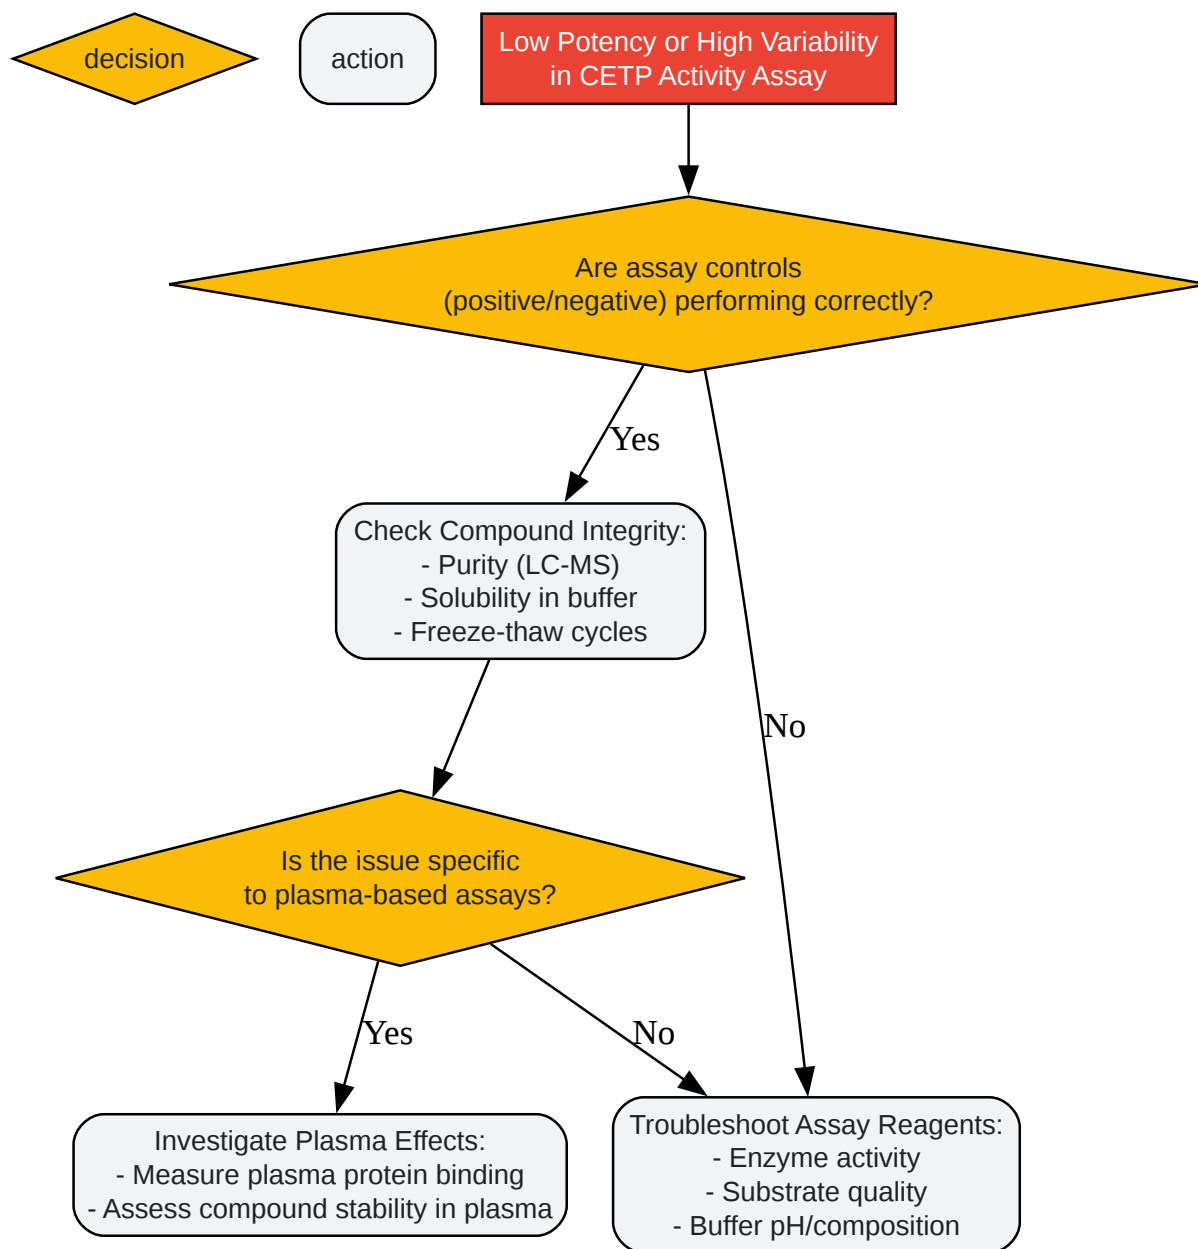 decision
action
Low Potency or High Variability
in CETP Activity Assay
Are assay controls
(positive/negative) performing correctly?
Yes
Check Compound Integrity:
- Purity (LC-MS)
- Solubility in buffer
- Freeze-thaw cycles
No
Is the issue specific
to plasma-based assays?
Yes
No
Investigate Plasma Effects:
- Measure plasma protein binding
- Assess compound stability in plasma
Troubleshoot Assay Reagents:
- Enzyme activity
- Substrate quality
- Buffer pH/composition